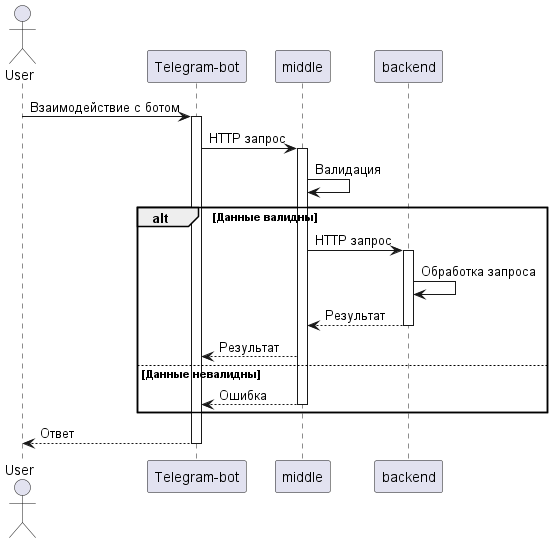 User
Telegram-bot
middle
backend
Взаимодействие с ботом
HTTP запрос
Валидация
alt
[Данные валидны]
HTTP запрос
Обработка запроса
Результат
Результат
[Данные невалидны]
Ошибка
Ответ
User
Telegram-bot
middle
backend